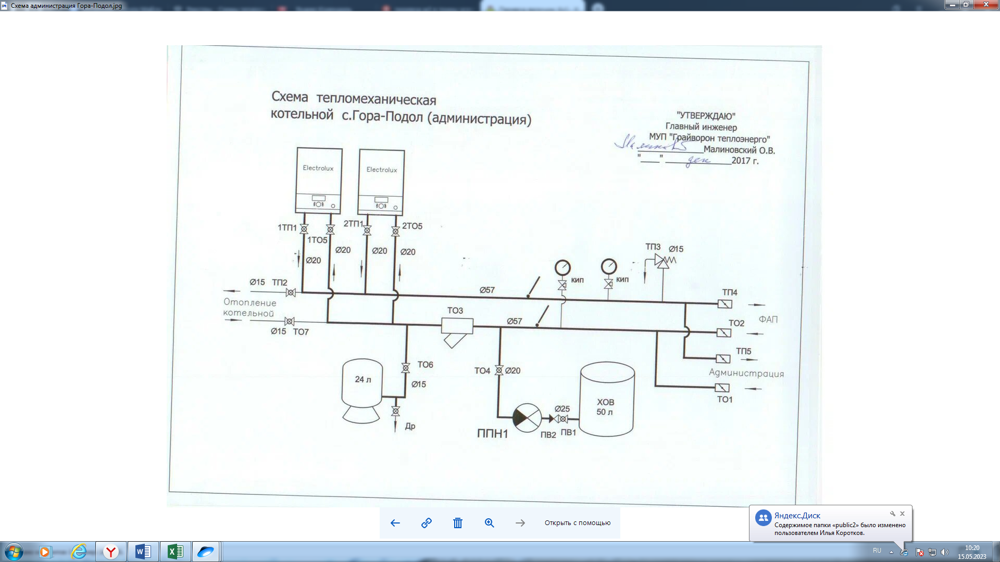 Схема администрация Гора-Подол.jpg
Схема тепломеханическая
котельной с.Гора-Подол (администрация)
"УТВЕРЖДАЮ"
Главный инженер
МУП "Грайворон теплоэнерго"
Малиновский О.В.
"___" дек 2017 г.
Electrolux
Electrolux
1ТП1
1ТО5
2ТП1
2ТО5
Ø20
Ø20
Ø20
Ø20
ТП3
Ø15
Ø15 ТП2
Отопление
котельной
Ø15 ТО7
Ø57
кип
кип
ТО3
Ø57
ТП4
ФАП
ТО2
ТП5
Администрация
ТО1
24 л
ТО6
Ø15
Др
ТО4
Ø20
ППН1
Ø25
ПВ2
ПВ1
ХОВ
50 л
Открыть с помощью
Яндекс.Диск
Содержимое папки «public2» было изменено
пользователем Илья Коротков.
RU
10:20
15.05.2023